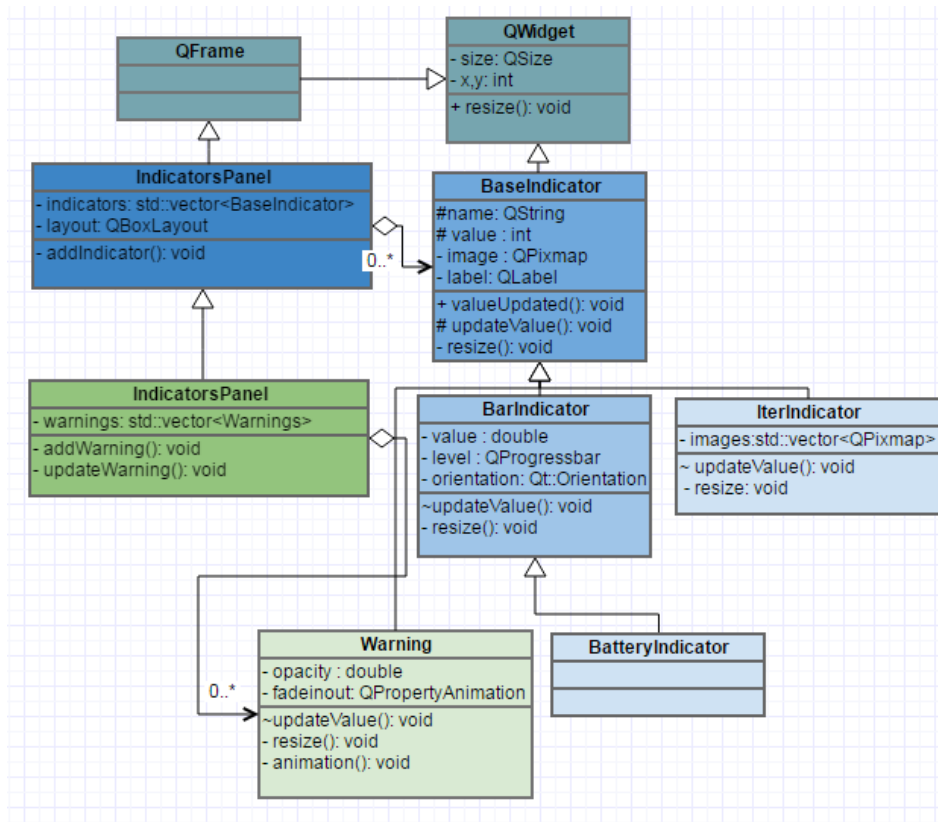 QFrame
QWidget
- size: QSize
- x,y: int
+ resize(): void
IndicatorsPanel
- indicators: std::vector<BaseIndicator>
- layout: QBoxLayout
- addIndicator(): void
0..*
BaseIndicator
#name: QString
# value : int
- image : QPixmap
- label: QLabel
+ valueUpdated(): void
# updateValue(): void
- resize(): void
IndicatorsPanel
- warnings: std::vector<Warnings>
- addWarning(): void
- updateWarning(): void
BarIndicator
- value : double
- level : QProgressbar
- orientation: Qt::Orientation
~updateValue(): void
- resize(): void
IterIndicator
- images:std::vector<QPixmap>
~ updateValue(): void
- resize: void
Warning
- opacity : double
- fadeinout: QPropertyAnimation
~updateValue(): void
- resize(): void
- animation(): void
0..*
BatteryIndicator